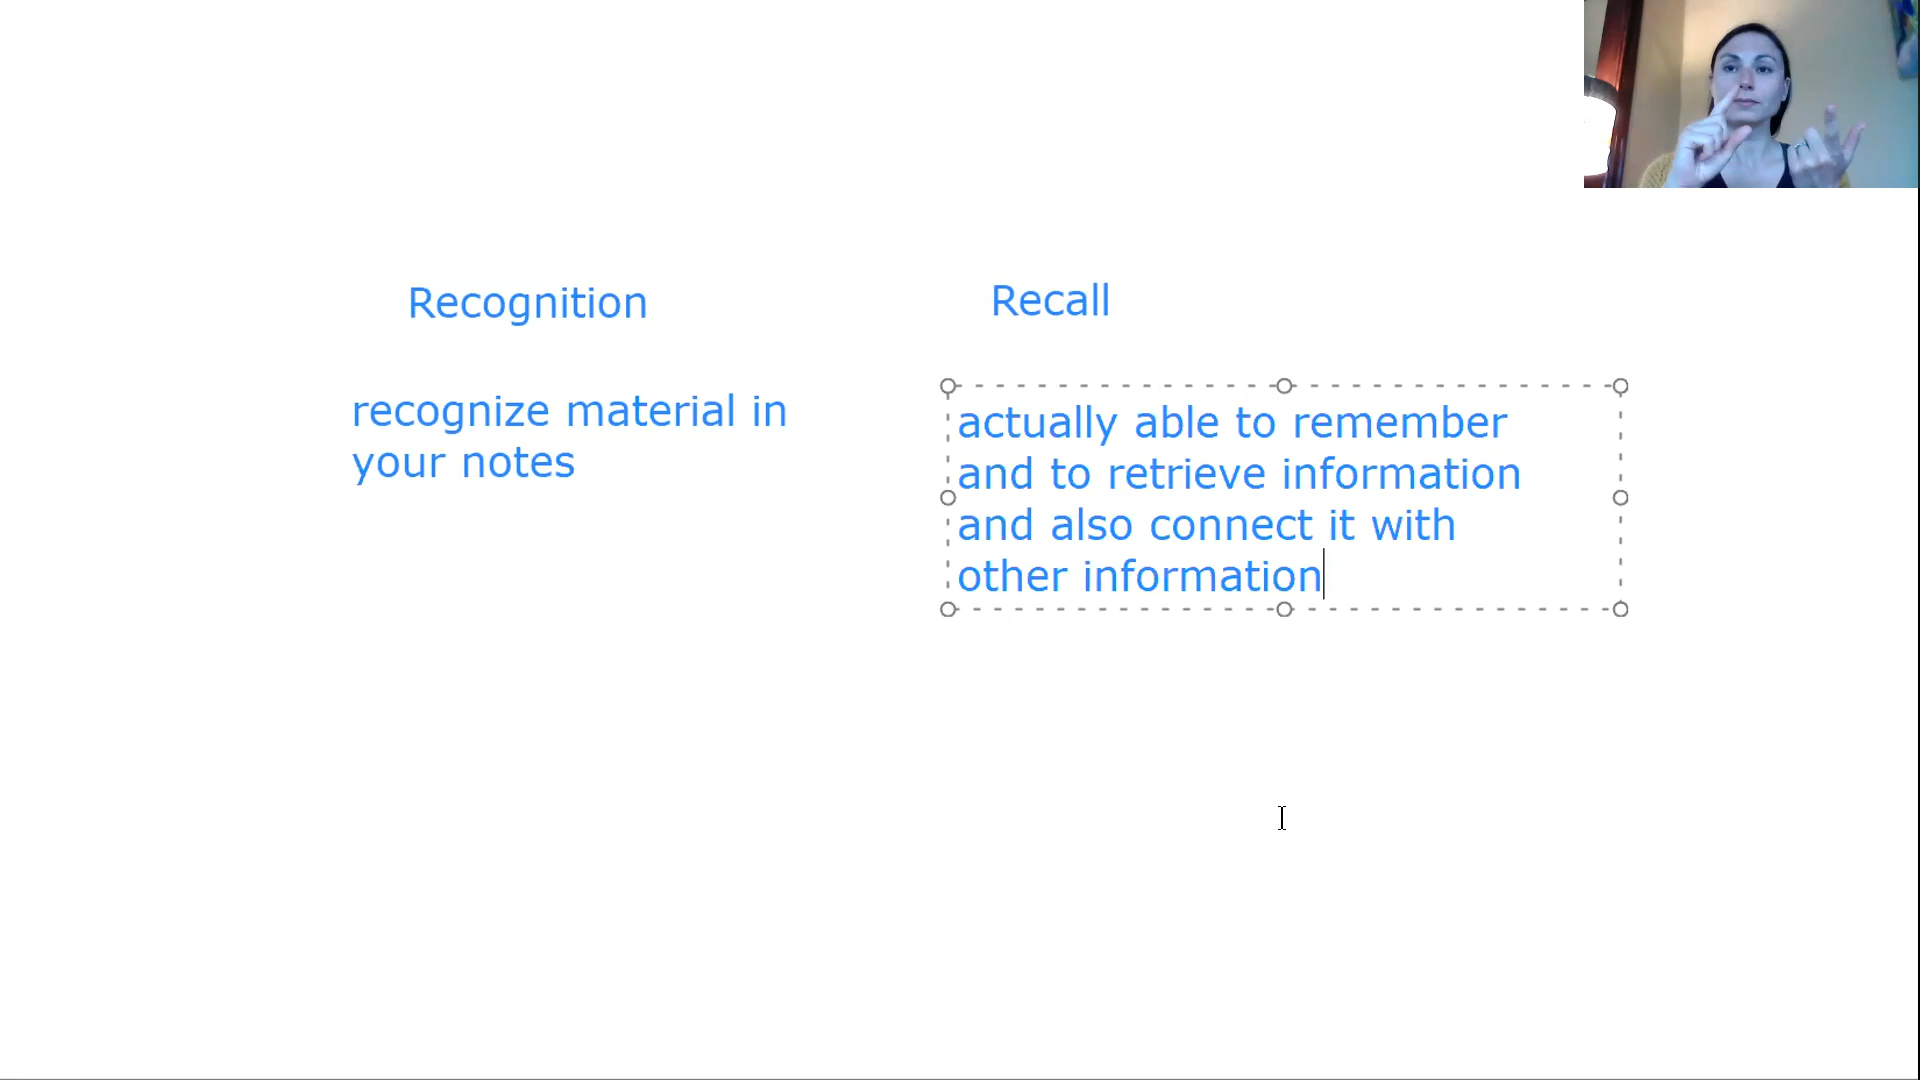 Recognition
recognize material in
your notes
Recall
actually able to remember
and to retrieve information
and also connect it with
other information